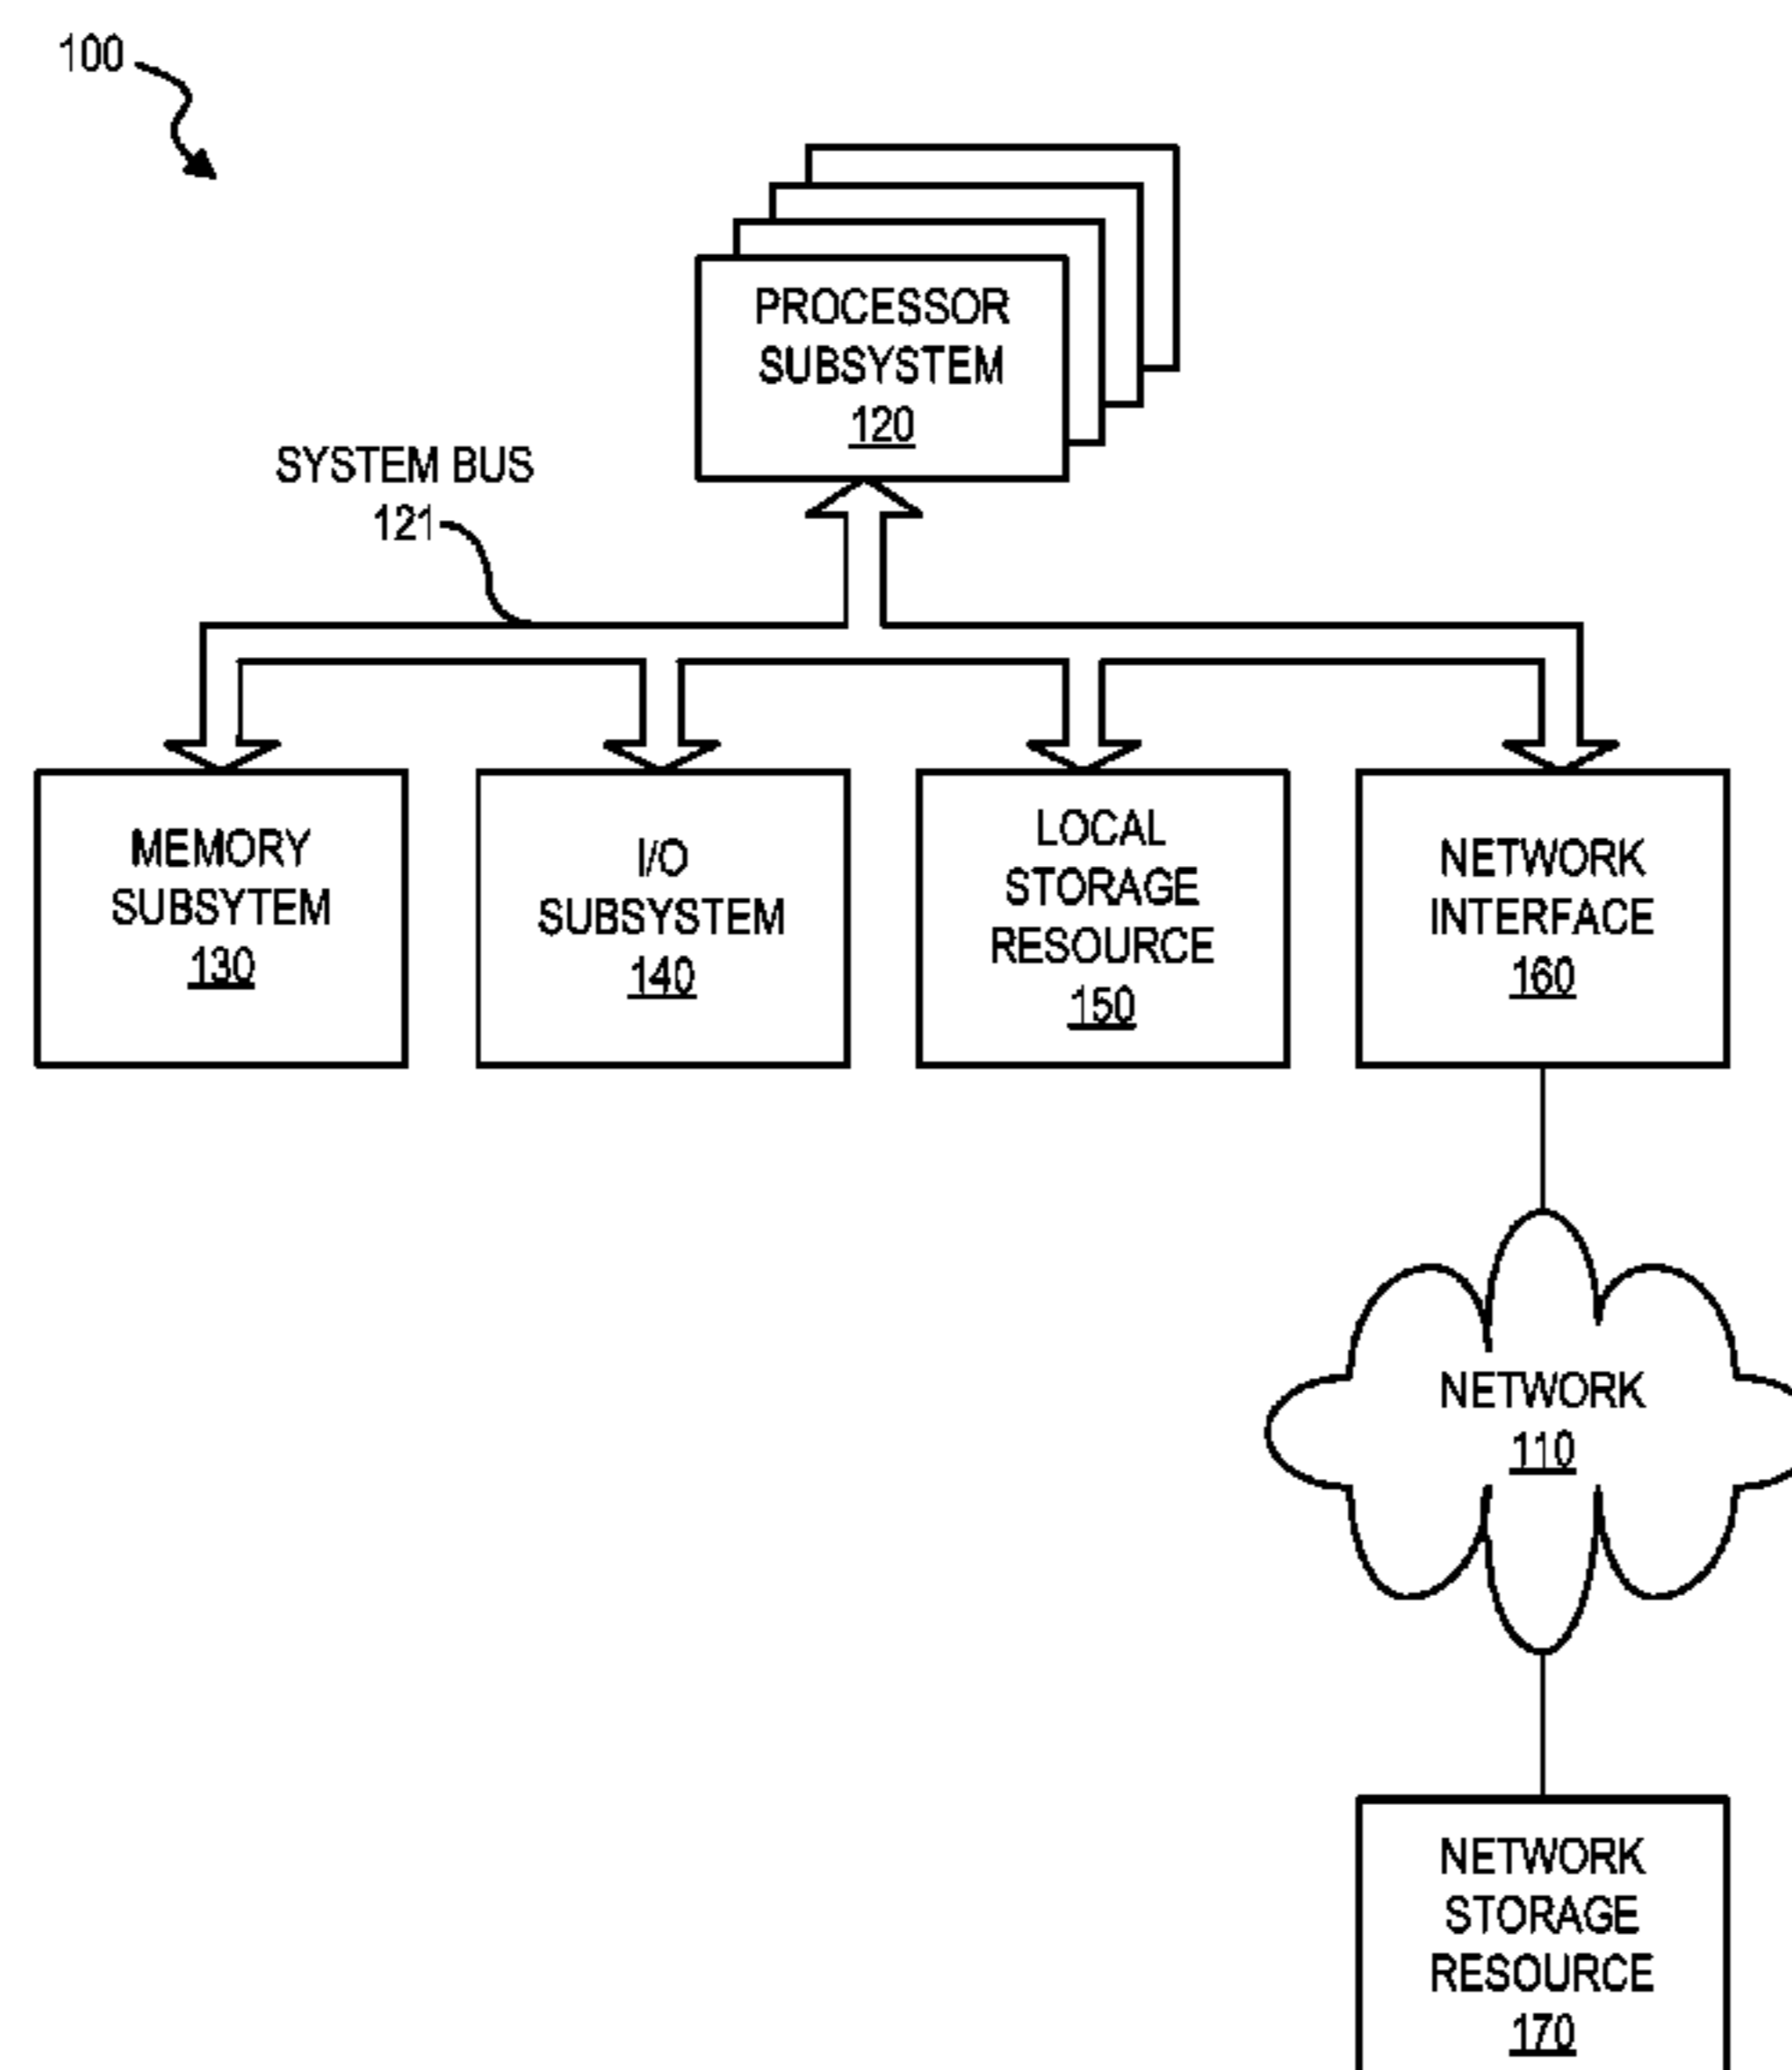 100
PROCESSOR
SUBSYSTEM
120
SYSTEM BUS
121
MEMORY
SUBSYTEM
130
I/O
SUBSYSTEM
140
LOCAL
STORAGE
RESOURCE
150
NETWORK
INTERFACE
160
NETWORK
110
NETWORK
STORAGE
RESOURCE
170